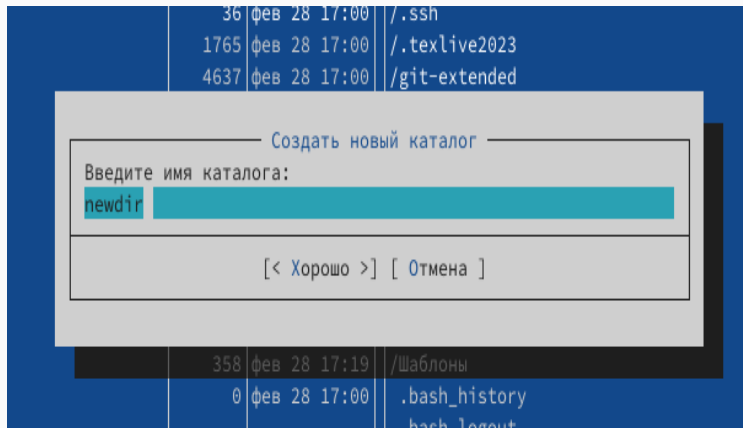 36 фев 28 17:00 /.ssh
1765 фев 28 17:00 /.texlive2023
4637 фев 28 17:00 /git-extended
Создать новый каталог
Введите имя каталога:
newdir
[< Хорошо >] [ Отмена ]
358 фев 28 17:19 /Шаблоны
0 фев 28 17:00 .bash_history
.bash_logout